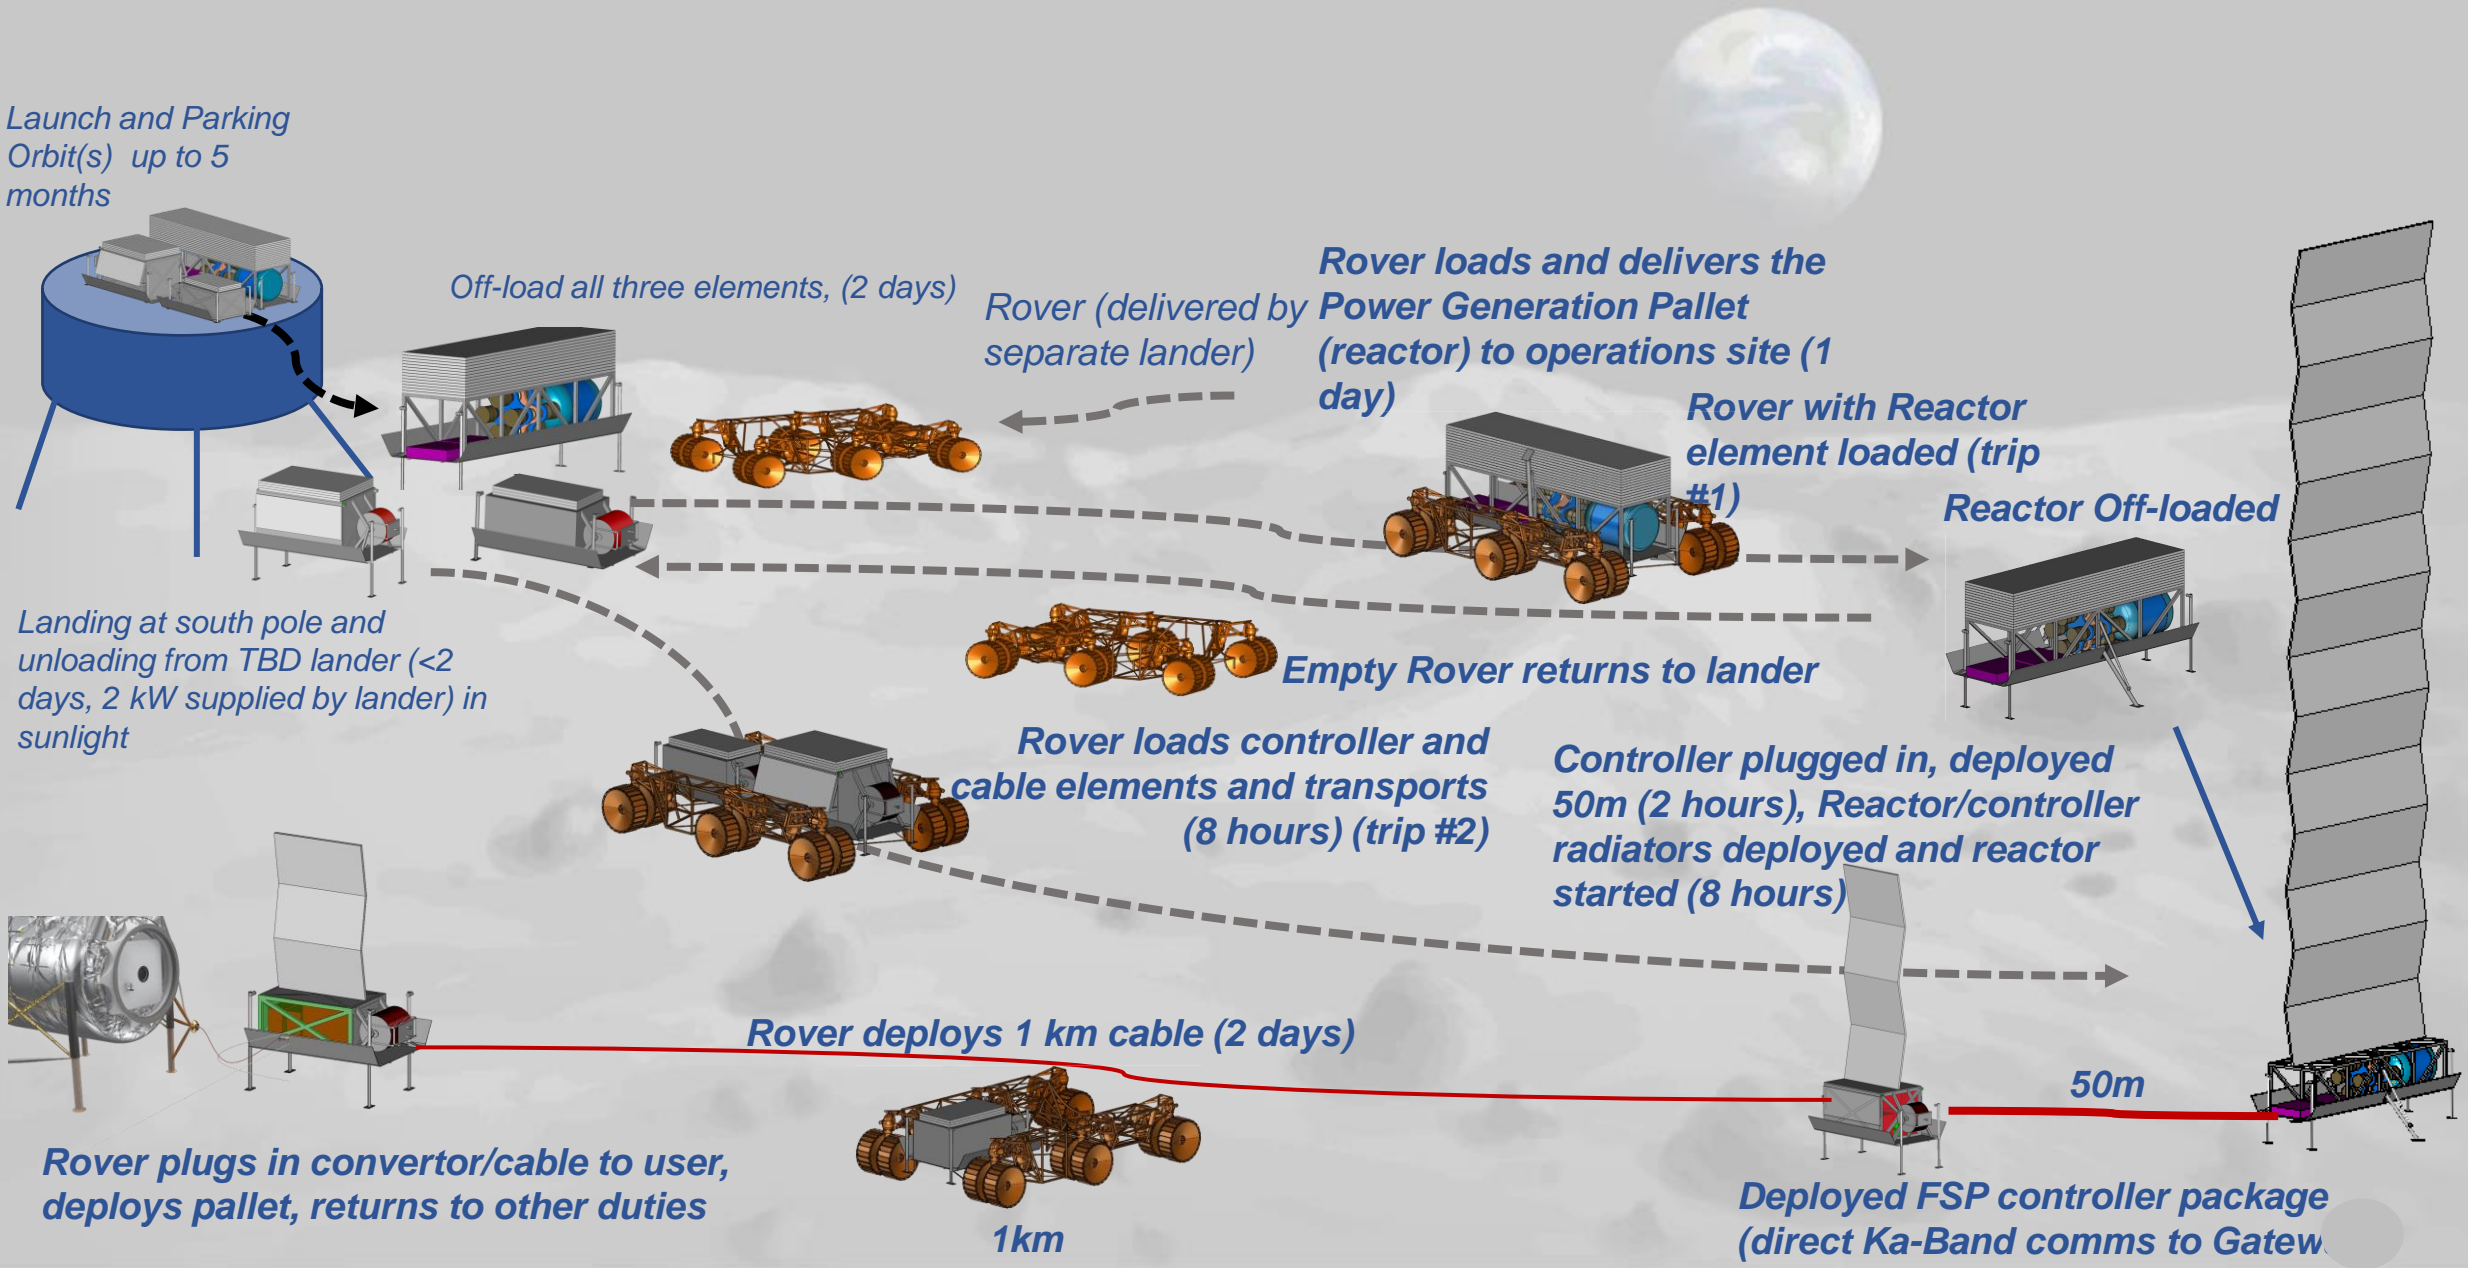 Launch and Parking
Orbit(s) up to 5
months
Off-load all three elements, (2 days)
Rover (delivered by
separate lander)
Rover loads and delivers the
Power Generation Pallet
(reactor) to operations site (1
day)
Rover with Reactor
element loaded (trip
#1)
Reactor Off-loaded
Landing at south pole and
unloading from TBD lander (<2
days, 2 kW supplied by lander) in
sunlight
Empty Rover returns to lander
Rover loads controller and
cable elements and transports
(8 hours) (trip #2)
Controller plugged in, deployed
50m (2 hours), Reactor/controller
radiators deployed and reactor
started (8 hours)
Rover deploys 1 km cable (2 days)
50m
Rover plugs in convertor/cable to user,
deploys pallet, returns to other duties
1km
Deployed FSP controller package
(direct Ka-Band comms to